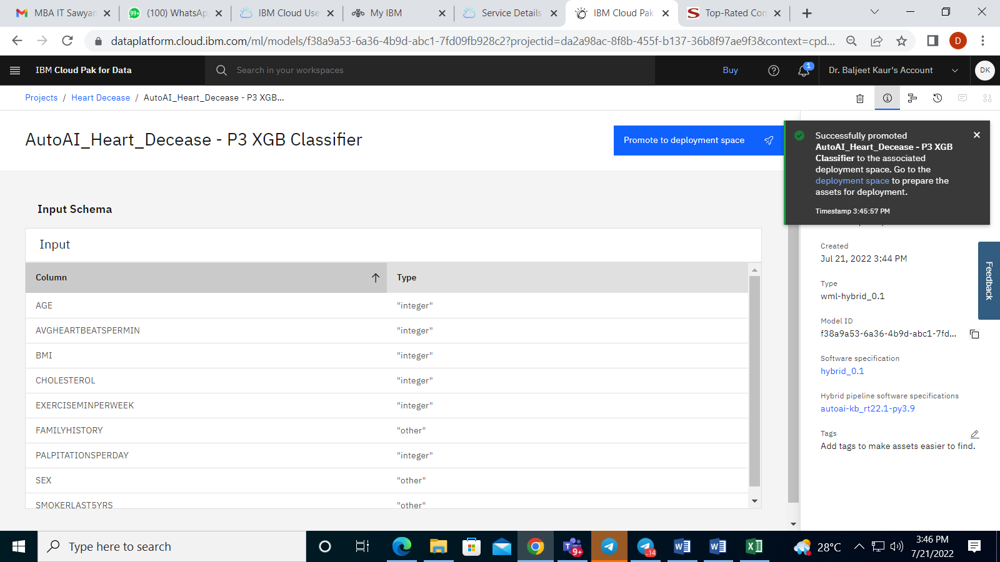 MBA IT Sawyan
99+
(100) WhatsAp
IBM Cloud Use
My IBM
Service Details
IBM Cloud Pak
S
Top-Rated Con
dataplatform.cloud.ibm.com/ml/models/f38a9a53-6a36-4b9d-abc1-7fd09fb928c2?projectid=da2a98ac-8f8b-455f-b137-36b8f97ae9f3&context=cpd...
D
IBM Cloud Pak for Data
Search in your workspaces
Buy
1
Dr. Baljeet Kaur's Account
DK
Projects / Heart Decease / AutoAI_Heart_Decease - P3 XGB...
AutoAI_Heart_Decease - P3 XGB Classifier
Promote to deployment space
Successfully promoted
AutoAI_Heart_Decease - P3 XGB
Classifier to the associated
deployment space. Go to the
deployment space to prepare the
assets for deployment.
Timestamp 3:45:57 PM
Input Schema
Input
Column Type
AGE "integer"
AVGHEARTBEATSPERMIN "integer"
BMI "integer"
CHOLESTEROL "integer"
EXERCISEMINPERWEEK "integer"
FAMILYHISTORY "other"
PALPITATIONSPERDAY "integer"
SEX "other"
SMOKERLAST5YRS "other"
Created
Jul 21, 2022 3:44 PM
Type
wml-hybrid_0.1
Model ID
f38a9a53-6a36-4b9d-abc1-7fd...
Software specification
hybrid_0.1
Hybrid pipeline software specifications
autoai-kb_rt22.1-py3.9
Tags
Add tags to make assets easier to find.
Feedback
Type here to search
9+
..14
28°C
3:46 PM
7/21/2022